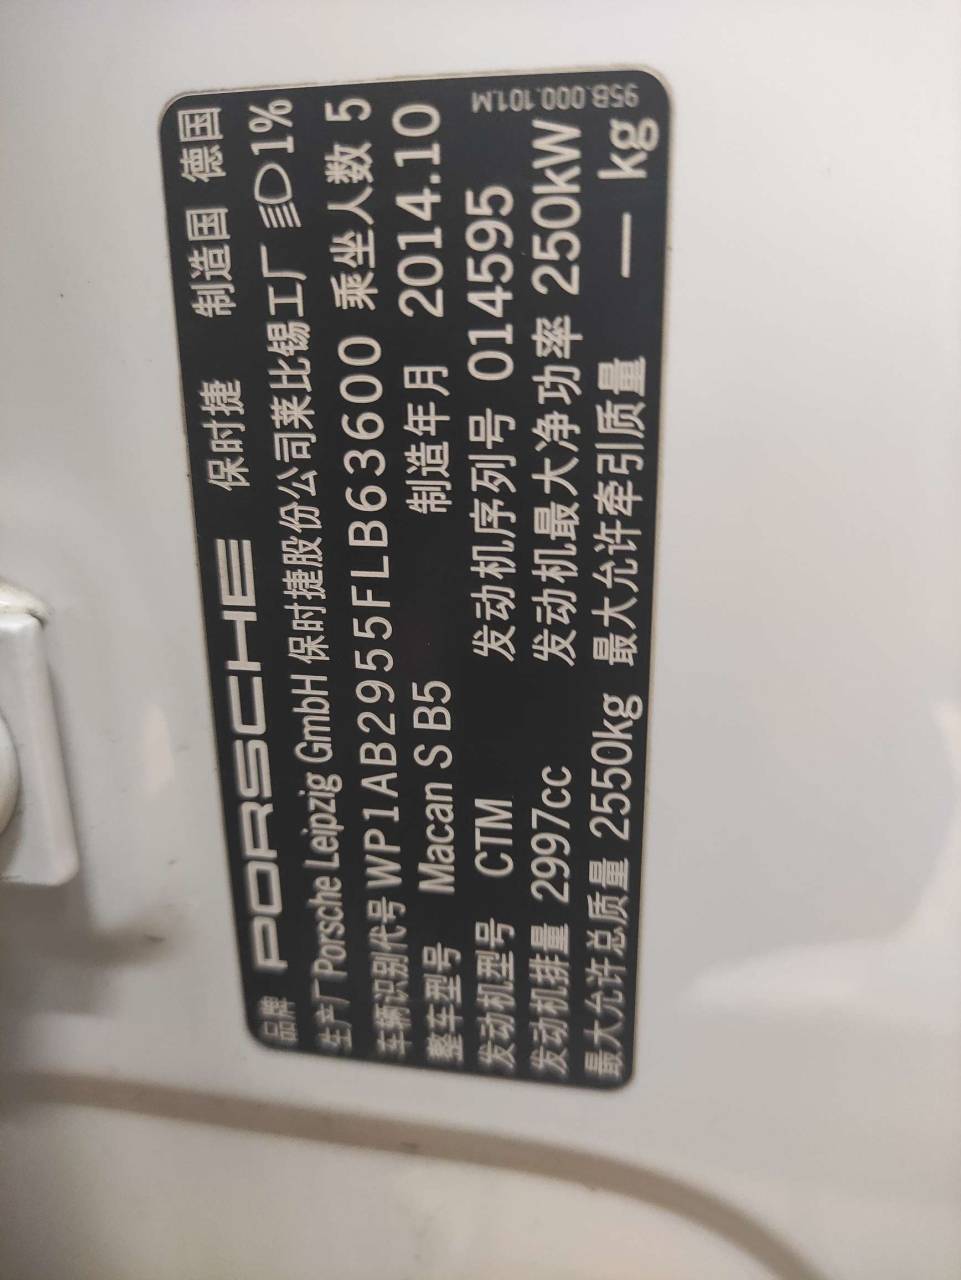 95B.000.101.M
品牌 PORSCHE 保时捷 制造国 德国
生产厂 Porsche Leipzig GmbH 保时捷股份公司莱比锡工厂 1%
车辆识别代号 WP1AB2955FLB63600 乘坐人数 5
整车型号 Macan S B5 制造年月 2014.10
发动机型号 CTM 发动机序列号 014595
发动机排量 2997cc 发动机最大净功率 250kW
最大允许总质量 2550kg 最大允许牵引质量 — kg